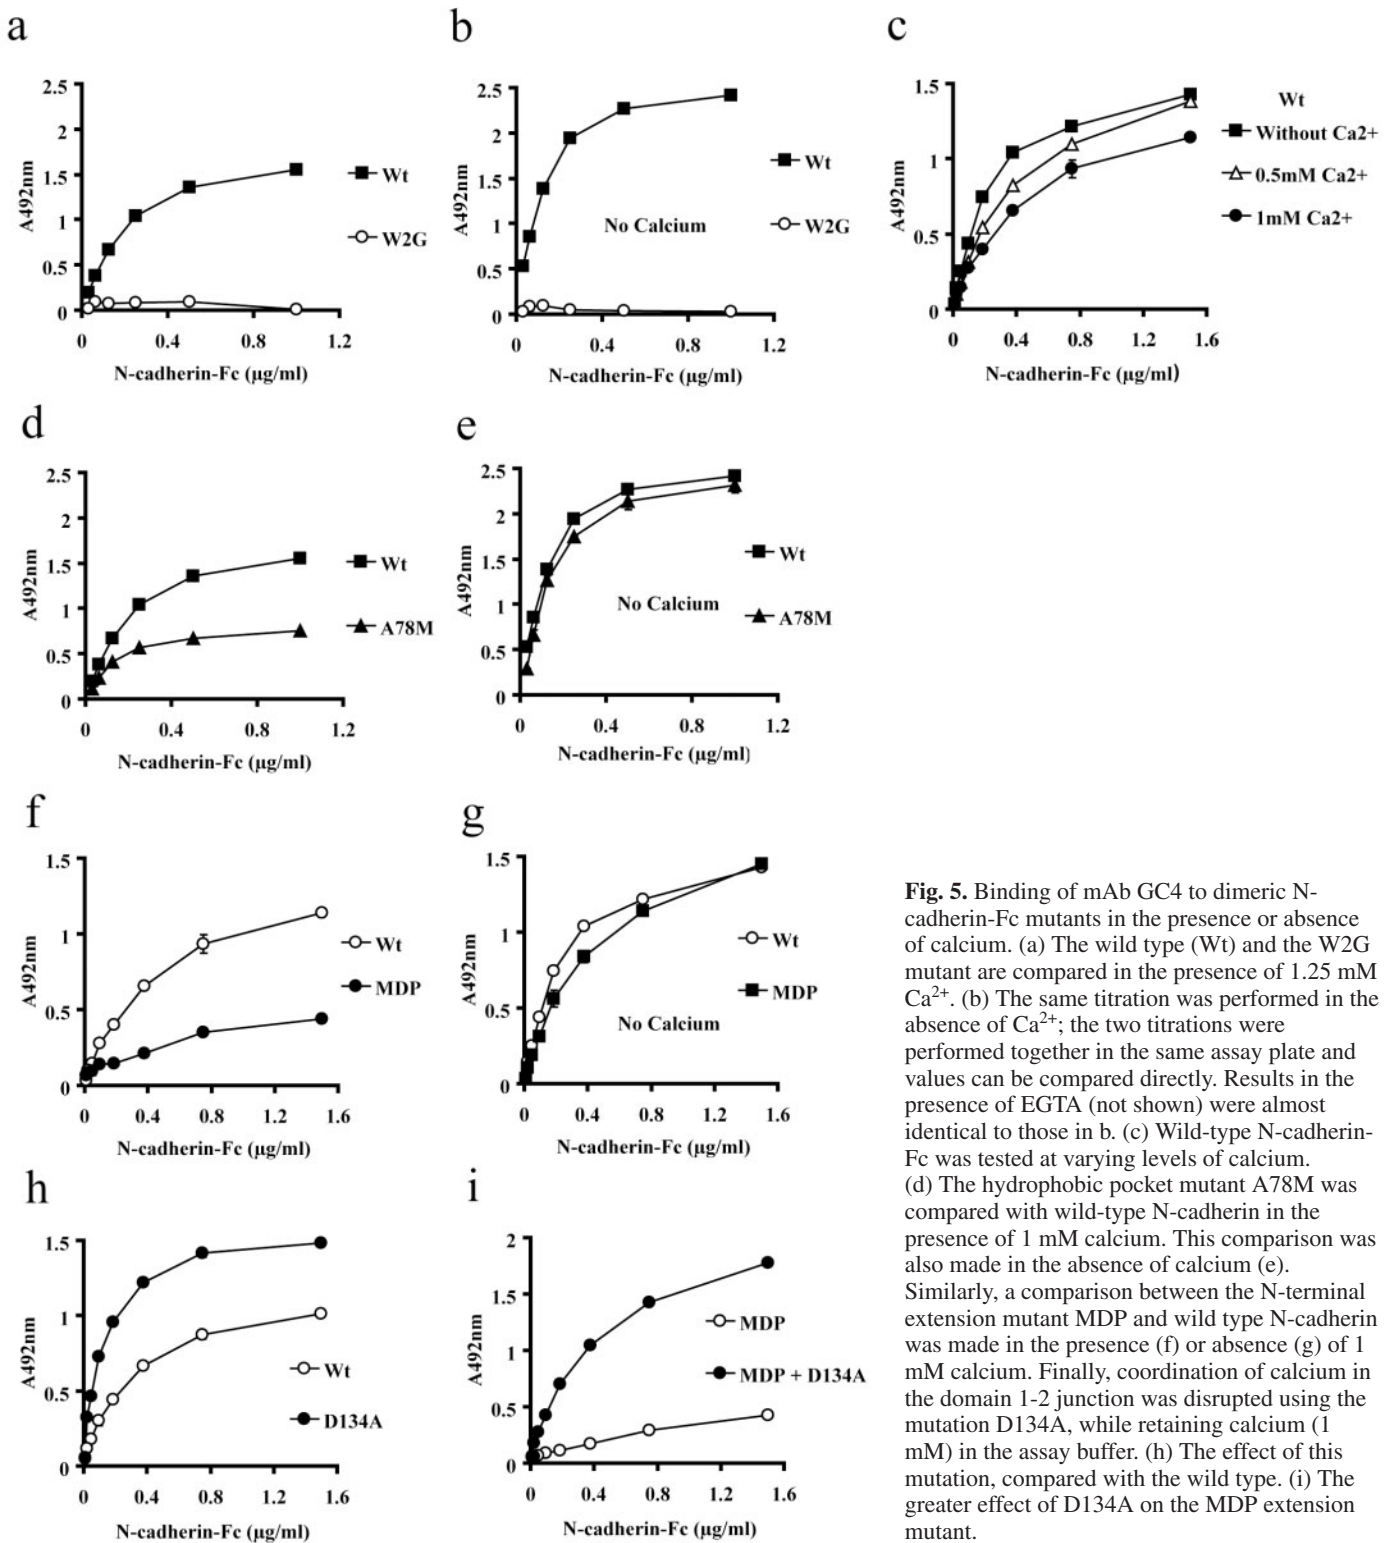 a
2.5
2
1.5
1
0.5
0
A492nm
0 0.4 0.8 1.2
N-cadherin-Fc (µg/ml)
Wt
W2G
b
2.5
2
1.5
1
0.5
0
A492nm
0 0.4 0.8 1.2
N-cadherin-Fc (µg/ml)
No Calcium
Wt
W2G
c
1.5
1
0.5
0
A492nm
0 0.4 0.8 1.2 1.6
N-cadherin-Fc (µg/ml)
Wt
Without Ca2+
0.5mM Ca2+
1mM Ca2+
d
2.5
2
1.5
1
0.5
0
A492nm
0 0.4 0.8 1.2
N-cadherin-Fc (µg/ml)
Wt
A78M
e
2.5
2
1.5
1
0.5
0
A492nm
0 0.4 0.8 1.2
N-cadherin-Fc (µg/ml)
No Calcium
Wt
A78M
f
1.5
1
0.5
0
A492nm
0 0.4 0.8 1.2 1.6
N-cadherin-Fc (µg/ml)
Wt
MDP
g
1.5
1
0.5
0
A492nm
0 0.4 0.8 1.2 1.6
N-cadherin-Fc (µg/ml)
No Calcium
Wt
MDP
h
1.5
1
0.5
0
A492nm
0 0.4 0.8 1.2 1.6
N-cadherin-Fc (µg/ml)
Wt
D134A
i
2
1.5
1
0.5
0
A492nm
0 0.4 0.8 1.2 1.6
N-cadherin-Fc (µg/ml)
MDP
MDP + D134A
Fig. 5. Binding of mAb GC4 to dimeric N-
cadherin-Fc mutants in the presence or absence
of calcium. (a) The wild type (Wt) and the W2G
mutant are compared in the presence of 1.25 mM
Ca²⁺. (b) The same titration was performed in the
absence of Ca²⁺; the two titrations were
performed together in the same assay plate and
values can be compared directly. Results in the
presence of EGTA (not shown) were almost
identical to those in b. (c) Wild-type N-cadherin-
Fc was tested at varying levels of calcium.
(d) The hydrophobic pocket mutant A78M was
compared with wild-type N-cadherin in the
presence of 1 mM calcium. This comparison was
also made in the absence of calcium (e).
Similarly, a comparison between the N-terminal
extension mutant MDP and wild type N-cadherin
was made in the presence (f) or absence (g) of 1
mM calcium. Finally, coordination of calcium in
the domain 1-2 junction was disrupted using the
mutation D134A, while retaining calcium (1
mM) in the assay buffer. (h) The effect of this
mutation, compared with the wild type. (i) The
greater effect of D134A on the MDP extension
mutant.